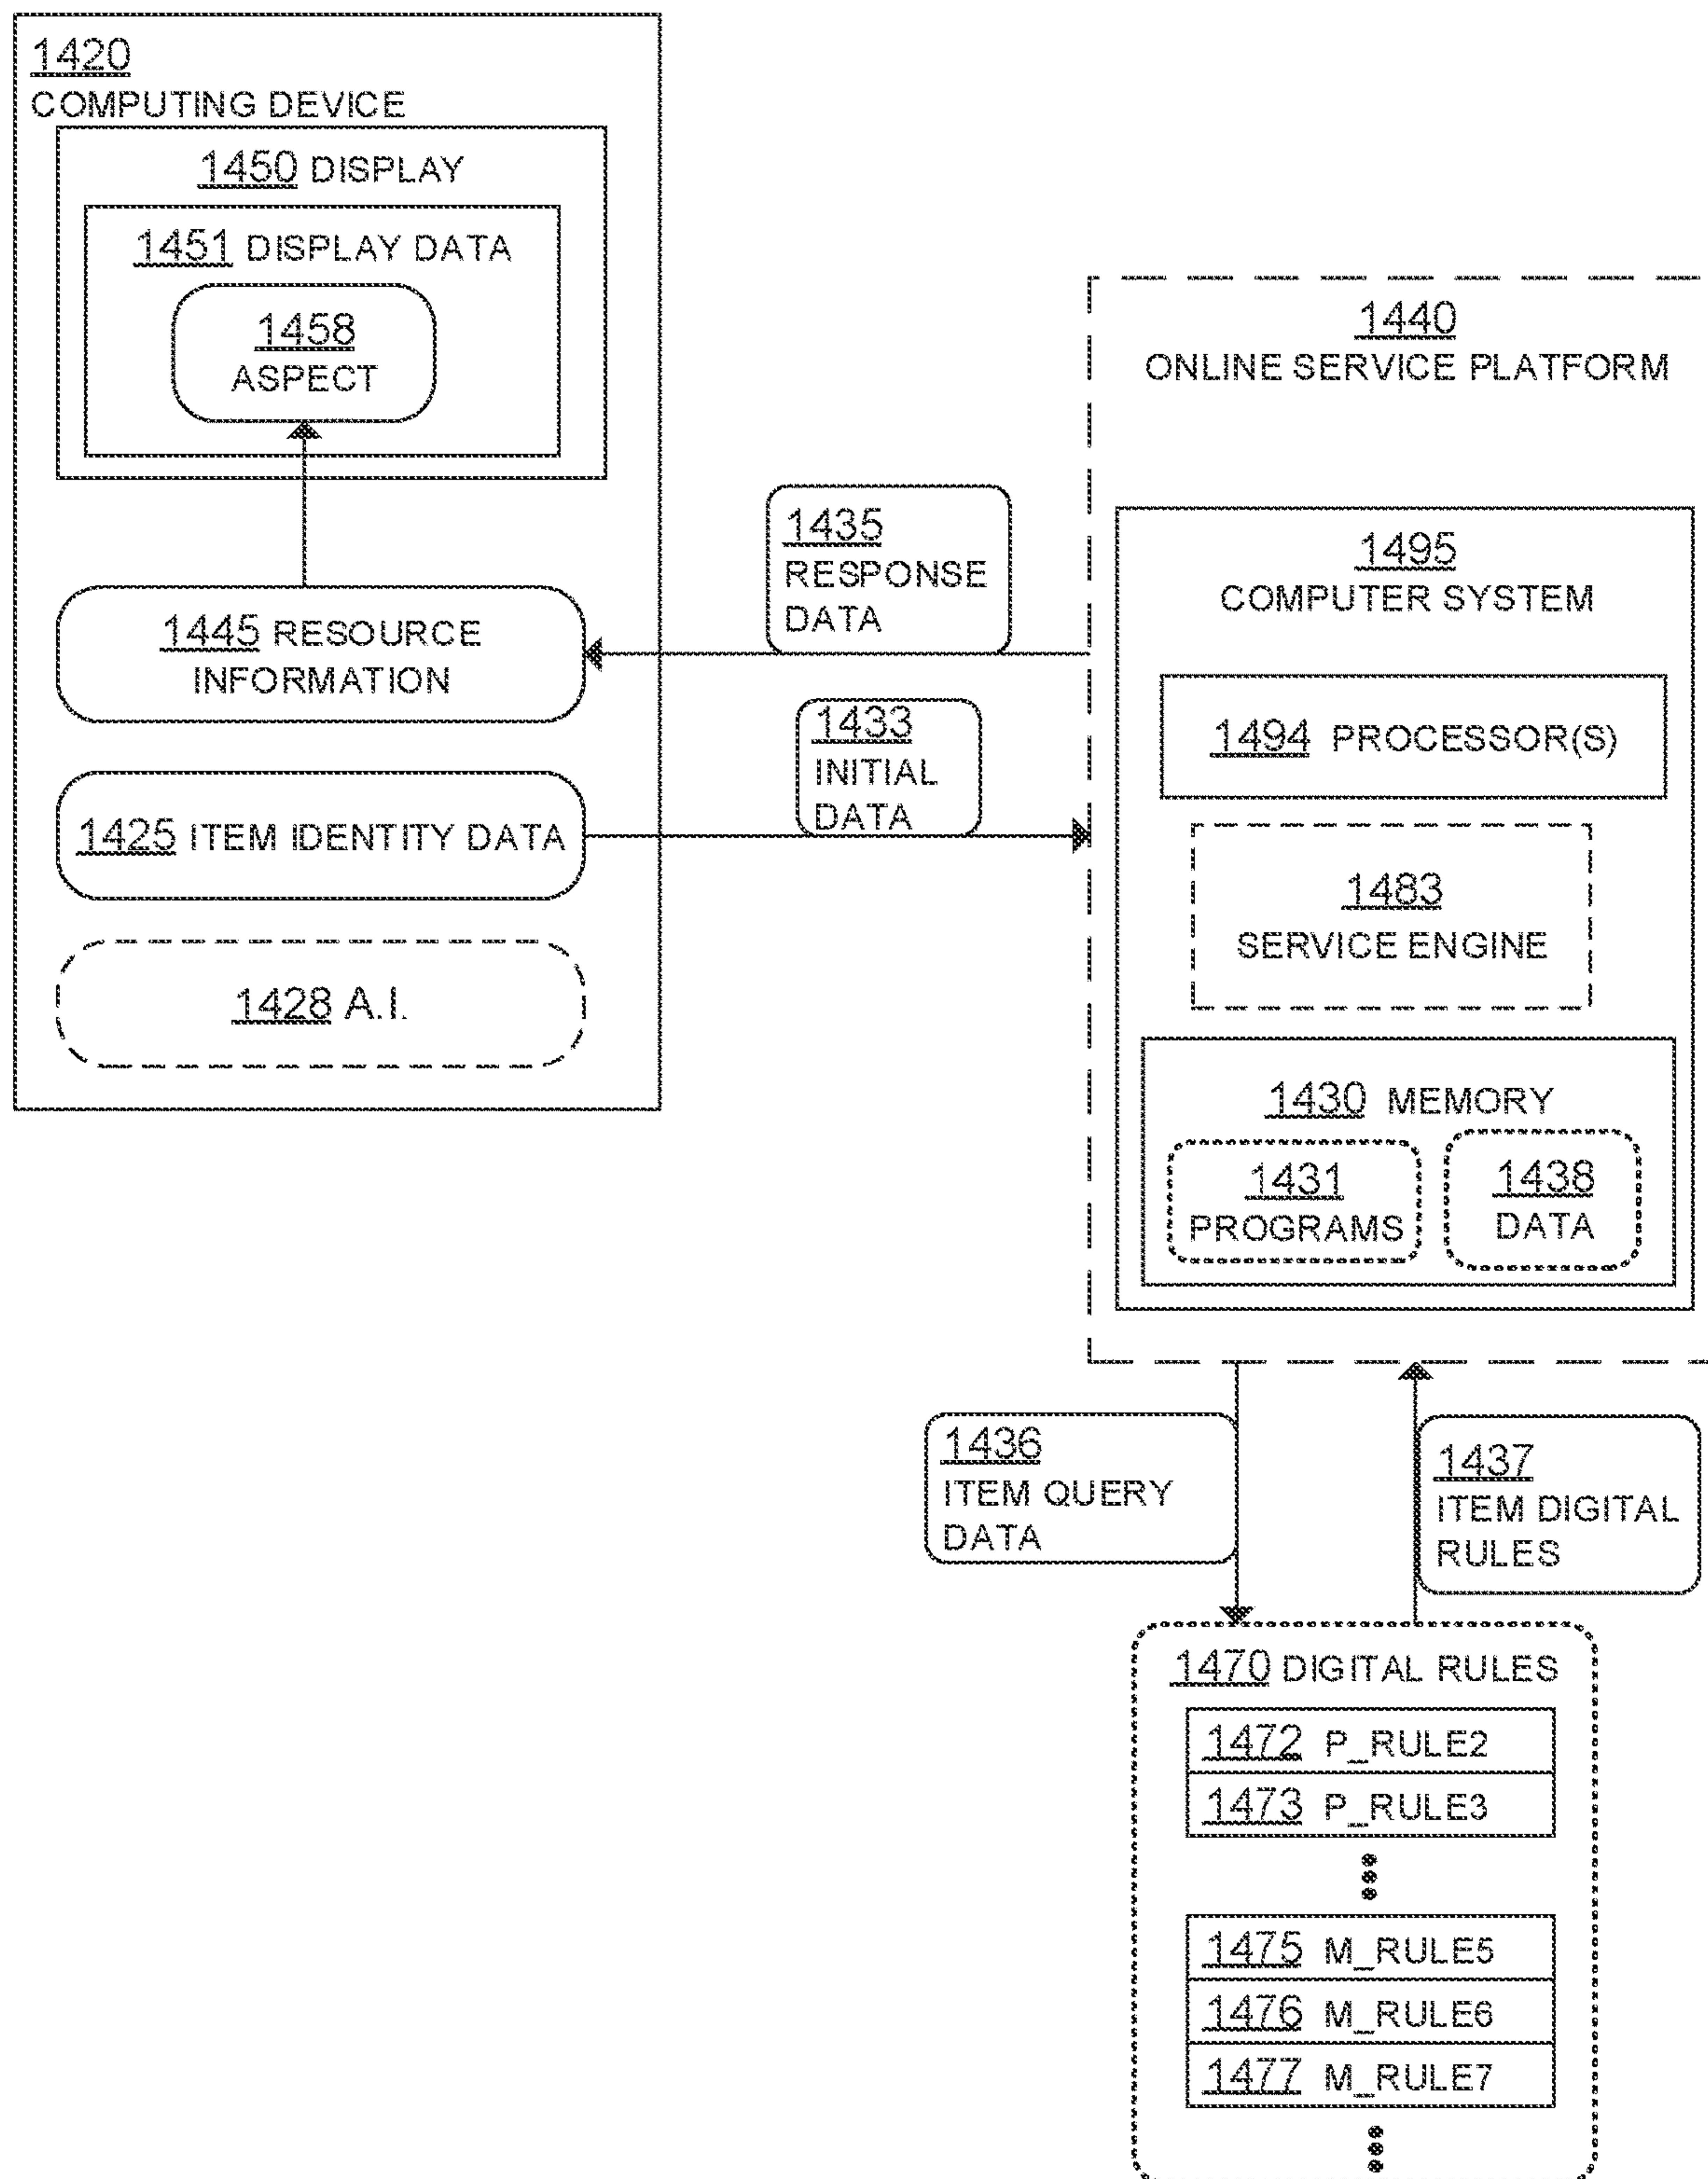 1420
COMPUTING DEVICE
1450 DISPLAY
1451 DISPLAY DATA
1458
ASPECT
1445 RESOURCE
INFORMATION
1425 ITEM IDENTITY DATA
1428 A.I.
1435
RESPONSE
DATA
1433
INITIAL
DATA
1440
ONLINE SERVICE PLATFORM
1495
COMPUTER SYSTEM
1494 PROCESSOR(S)
1483
SERVICE ENGINE
1430 MEMORY
1431
PROGRAMS
1438
DATA
1436
ITEM QUERY
DATA
1437
ITEM DIGITAL
RULES
1470 DIGITAL RULES
1472 P_RULE2
1473 P_RULE3
1475 M_RULE5
1476 M_RULE6
1477 M_RULE7